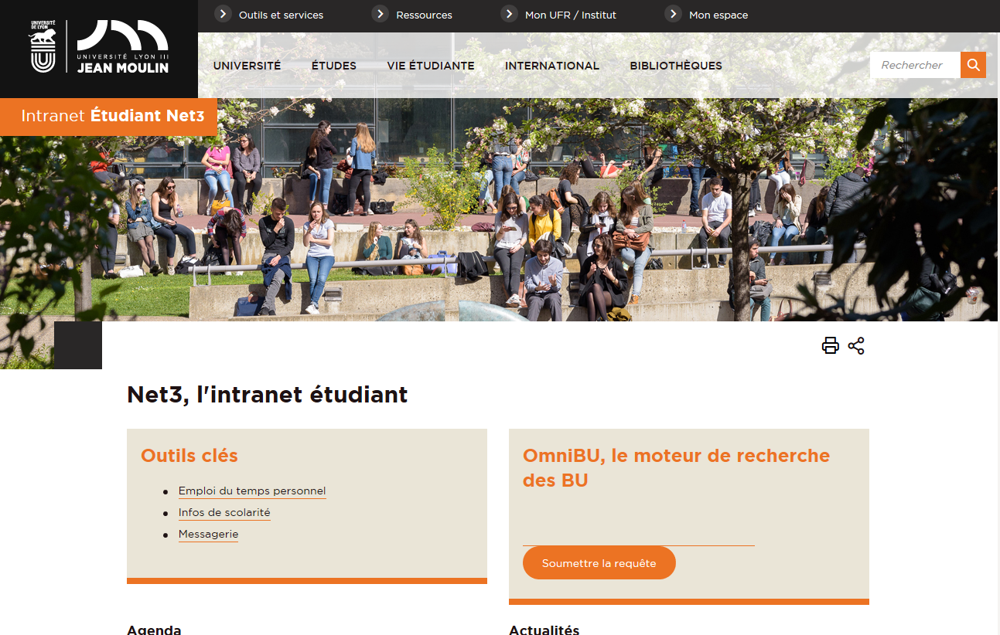 Outils et services
Ressources
Mon UFR / Institut
Mon espace
UNIVERSITÉ
DE LYON
UNIVERSITÉ LYON III
JEAN MOULIN
UNIVERSITÉ
ÉTUDES
VIE ÉTUDIANTE
INTERNATIONAL
BIBLIOTHÈQUES
Rechercher
Intranet Étudiant Net3
Net3, l'intranet étudiant
Outils clés
Emploi du temps personnel
Infos de scolarité
Messagerie
OmniBU, le moteur de recherche
des BU
Soumettre la requête
Agenda
Actualités